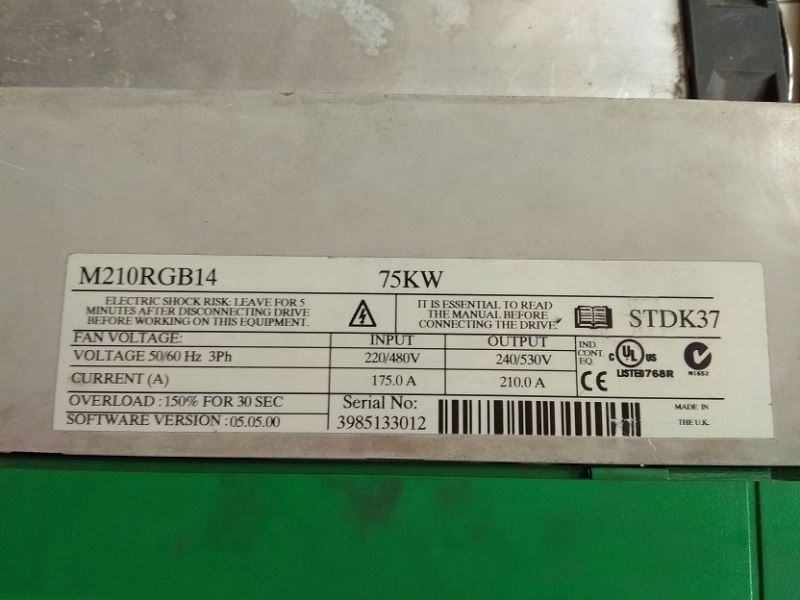 M210RGB14 75KW
ELECTRIC SHOCK RISK: LEAVE FOR 5
MINUTES AFTER DISCONNECTING DRIVE
BEFORE WORKING ON THIS EQUIPMENT.
IT IS ESSENTIAL TO READ
THE MANUAL BEFORE
CONNECTING THE DRIVE
STDK37
FAN VOLTAGE: INPUT OUTPUT
VOLTAGE 50/60 Hz 3Ph 220/480V 240/530V
CURRENT (A) 175.0 A 210.0 A
IND.
CONT.
EQ.
C UL US
LISTED 768R
CE
N1652
OVERLOAD :150% FOR 30 SEC
SOFTWARE VERSION : 05.05.00
Serial No:
3985133012
MADE IN
THE U.K.